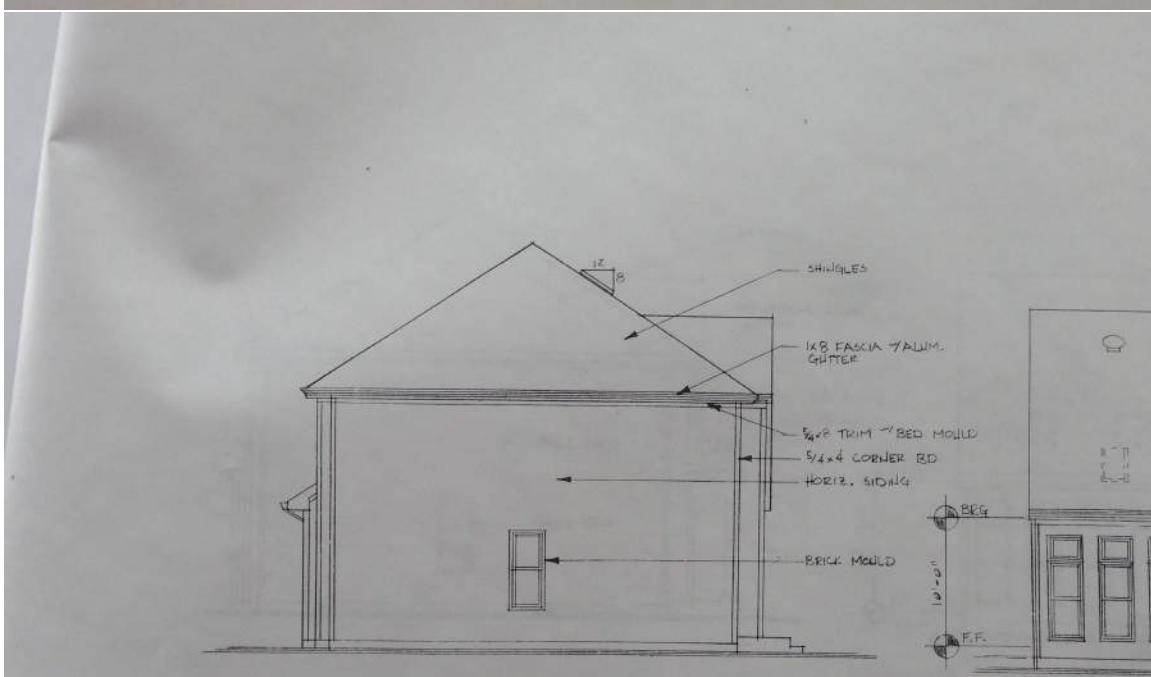 12
8
SHINGLES
1x8 FASCIA W/ALUM.
GUTTER
5/4x8 TRIM W/ BED MOULD
5/4x4 CORNER BD
HORIZ. SIDING
BRICK MOULD
BRG
10'-0"
F.F.